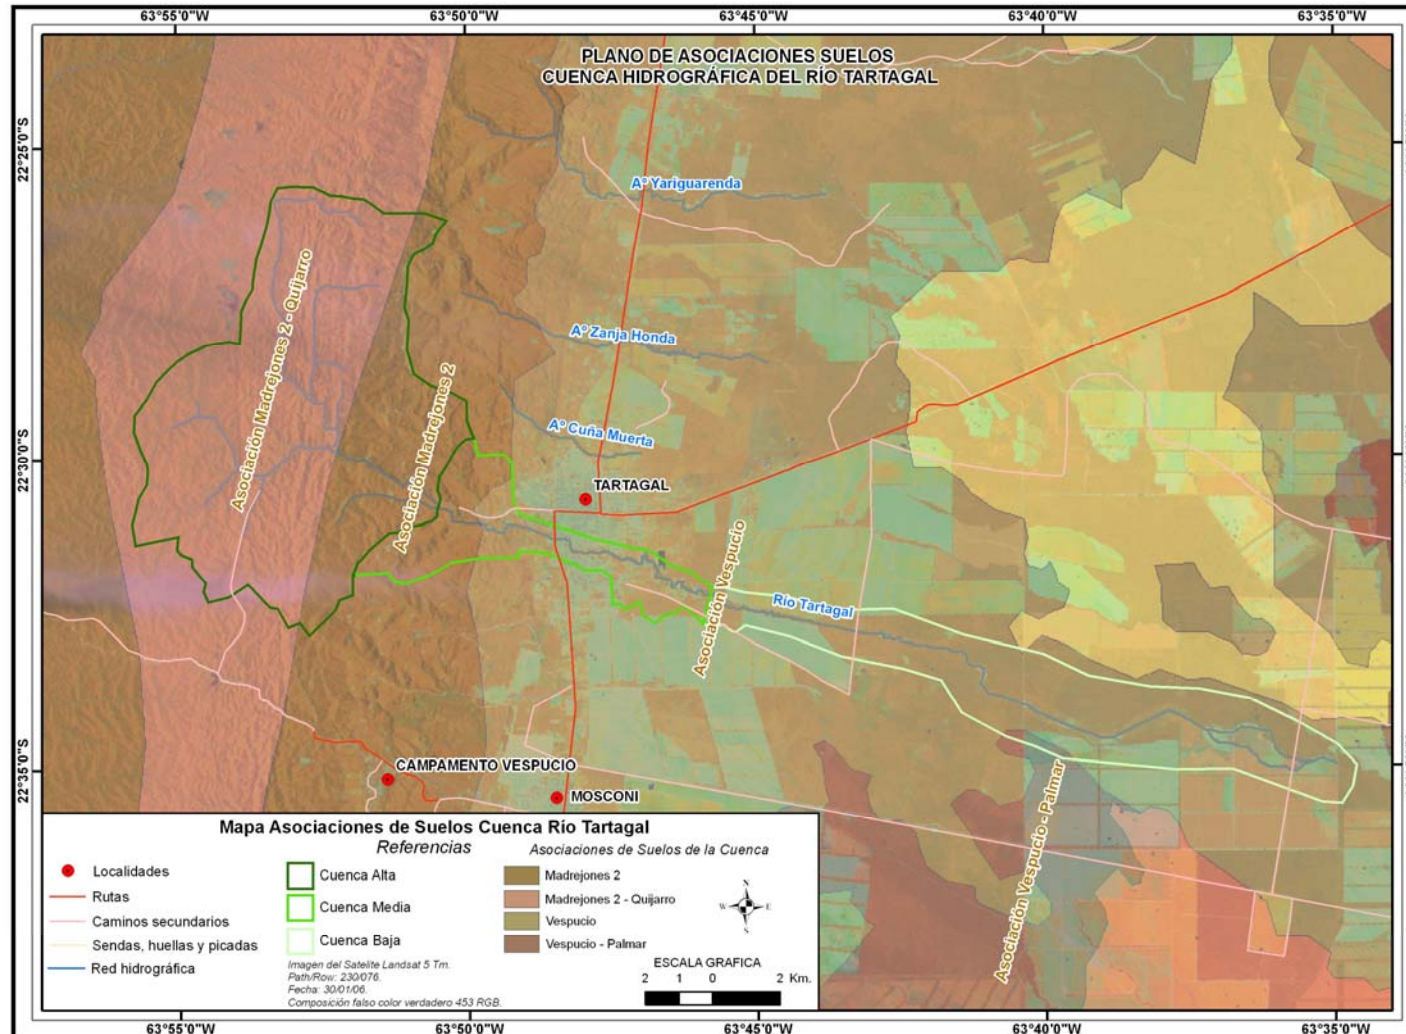 63°55'0"W
63°50'0"W
63°45'0"W
63°40'0"W
63°35'0"W
PLANO DE ASOCIACIONES SUELOS
CUENCA HIDROGRÁFICA DEL RÍO TARTAGAL
22°25'0"S
22°30'0"S
22°35'0"S
Aº Yariguarenda
Aº Zanja Honda
Aº Cuña Muerta
TARTAGAL
Río Tartagal
Asociación Madrejones 2 - Quijarro
Asociación Madrejones 2
Asociación Vespucio
Asociación Vespucio - Palmar
CAMPAMENTO VESPUCIO
MOSCONI
Mapa Asociaciones de Suelos Cuenca Río Tartagal
Referencias
Localidades
Rutas
Caminos secundarios
Sendas, huellas y picadas
Red hidrográfica
Cuenca Alta
Cuenca Media
Cuenca Baja
Imagen del Satelite Landsat 5 Tm.
Path/Row: 230/076.
Fecha: 30/01/06.
Composición falso color verdadero 453 RGB.
Asociaciones de Suelos de la Cuenca
Madrejones 2
Madrejones 2 - Quijarro
Vespucio
Vespucio - Palmar
N
W E
S
ESCALA GRAFICA
2 1 0 2 Km.
63°55'0"W
63°50'0"W
63°45'0"W
63°40'0"W
63°35'0"W